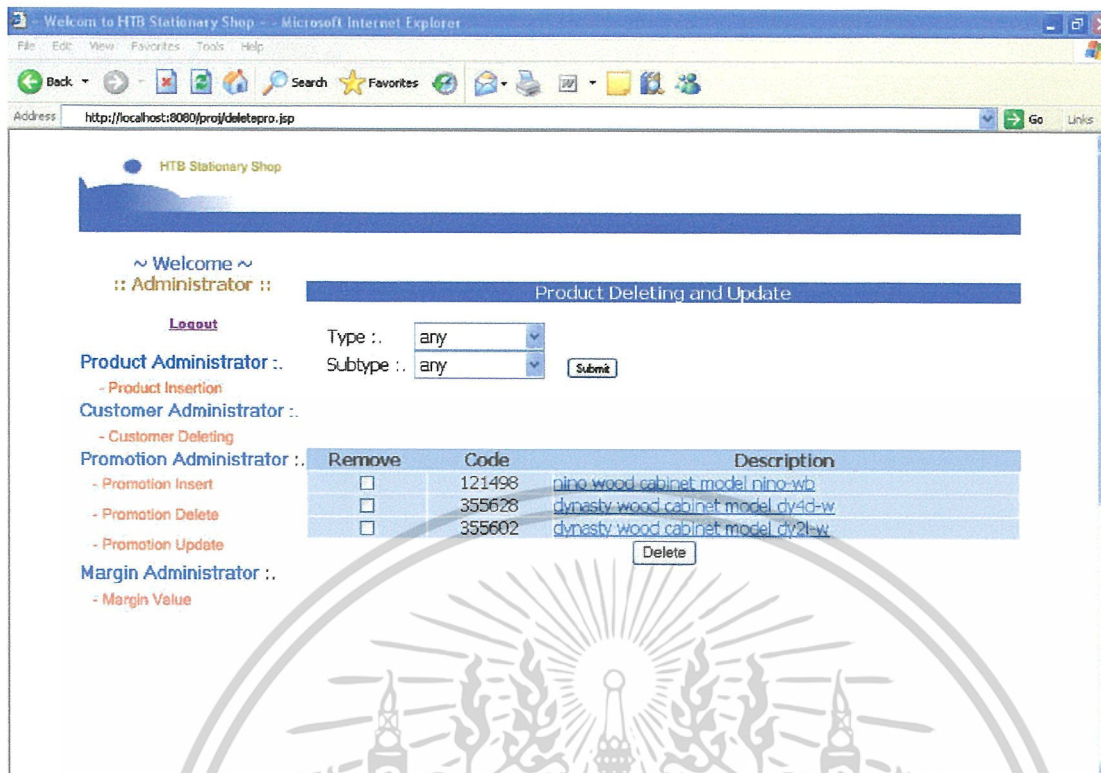 - Welcom to HTB Stationary Shop - - Microsoft Internet Explorer
File Edit View Favorites Tools Help
Back Search Favorites
Address http://localhost:8080/proj/deletepro.jsp Go Links
HTB Stationary Shop
~ Welcome ~
:: Administrator ::
Product Deleting and Update
Logout
Type :. any
Product Administrator :. Subtype :. any Submit
- Product Insertion
Customer Administrator :.
- Customer Deleting
Promotion Administrator :. Remove Code Description
- Promotion Insert 121498 nino wood cabinet model nino-wb
355628 dynasty wood cabinet model dy4d-w
- Promotion Delete
355602 dynasty wood cabinet model dy2l-w
- Promotion Update Delete
Margin Administrator :.
- Margin Value